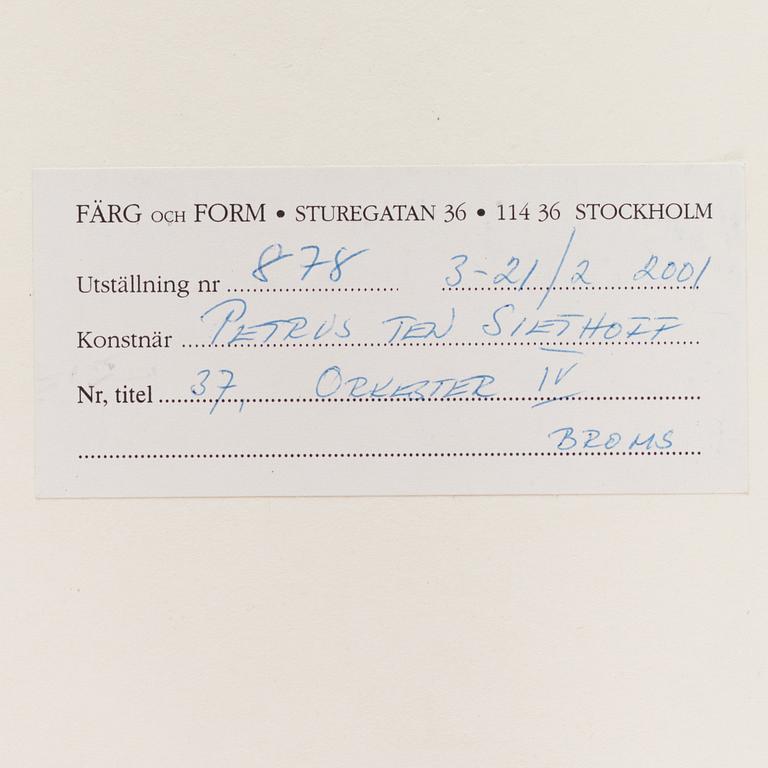 FÄRG OCH FORM • STUREGATAN 36 • 114 36 STOCKHOLM
Utställning nr 878 3-21/2 2001
Konstnär PETRUS TEN SIETHOFF
Nr, titel 37, ORKESTER IV
BROMS